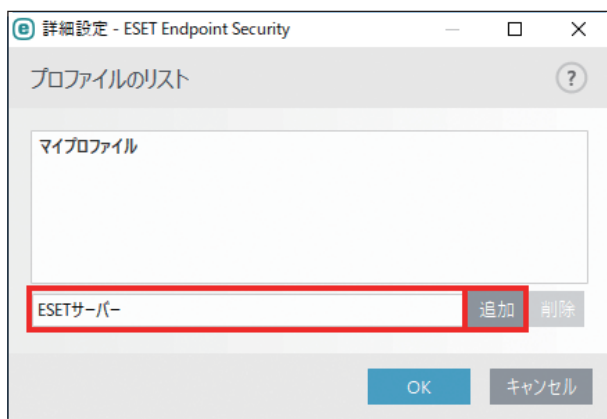 詳細設定 - ESET Endpoint Security
プロファイルのリスト
?
マイプロファイル
ESETサーバー
追加
削除
OK
キャンセル